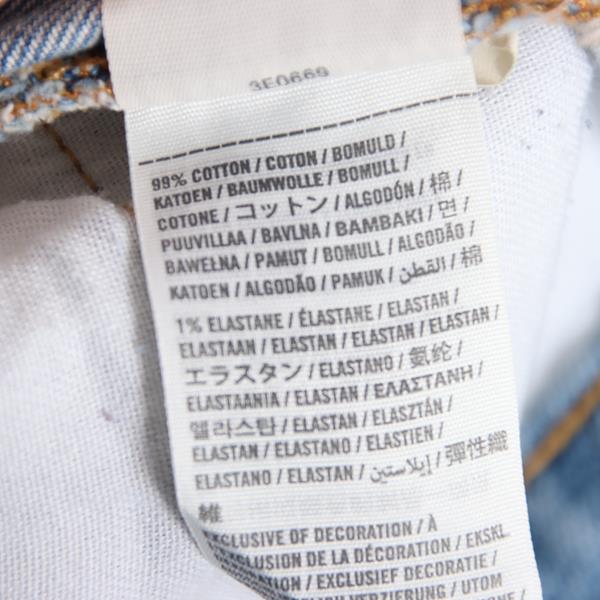 3E0669
99% COTTON / COTON / BOMULD /
KATOEN / BAUMWOLLE / BOMULL /
COTONE / コットン / ALGODÓN / 棉 /
PUUVILLAA / BAVLNA / BAMBAKI / 면 /
BAWEŁNA / PAMUT / BOMULL / ALGODÃO /
KATOEN / ALGODÃO / PAMUK / القطن / 棉
1% ELASTANE / ÉLASTANE / ELASTAN /
ELASTAAN / ELASTAN / ELASTAN / ELASTAN /
エラスタン / ELASTANO / 氨纶 /
ELASTAANIA / ELASTAN / ΕΛΑΣΤΑΝΗ /
엘라스탄 / ELASTAN / ELASZTÁN /
ELASTAN / ELASTANO / ELASTIEN /
ELASTANO / ELASTAN / إيلاستين / 彈性纖
維
EXCLUSIVE OF DECORATION / À
EXCLUSION DE LA DÉCORATION / EKSKL.
EXCLUSIEF DECORATIE /
VERZIERUNG / UTOM